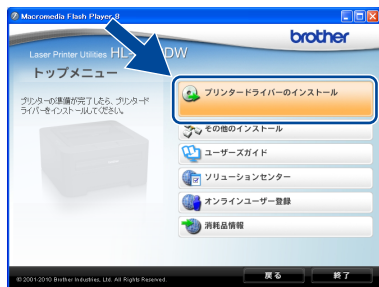 Macromedia Flash Player 8
brother
Laser Printer Utilities HL- DW
トップメニュー
プリンターの準備が完了したら、プリンタード
ライバーをインストールしてください。
プリンタードライバーのインストール
その他のインストール
ユーザーズガイド
ソリューションセンター
オンラインユーザー登録
消耗品情報
© 2001-2010 Brother Industries, Ltd. All Rights Reserved.
戻る
終了